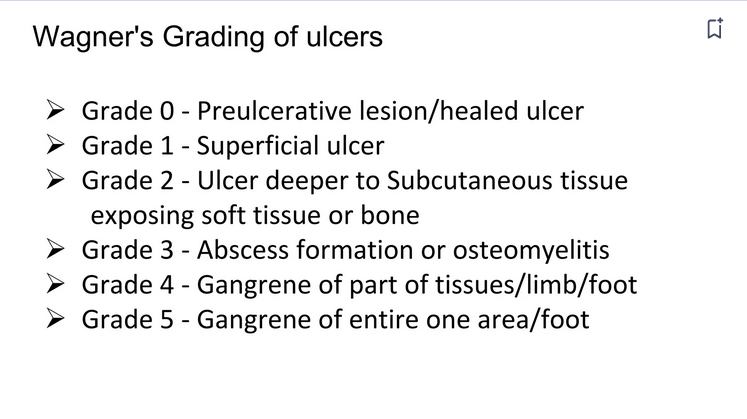 Wagner's Grading of ulcers
➢ Grade 0 - Preulcerative lesion/healed ulcer
➢ Grade 1 - Superficial ulcer
➢ Grade 2 - Ulcer deeper to Subcutaneous tissue
exposing soft tissue or bone
➢ Grade 3 - Abscess formation or osteomyelitis
➢ Grade 4 - Gangrene of part of tissues/limb/foot
➢ Grade 5 - Gangrene of entire one area/foot